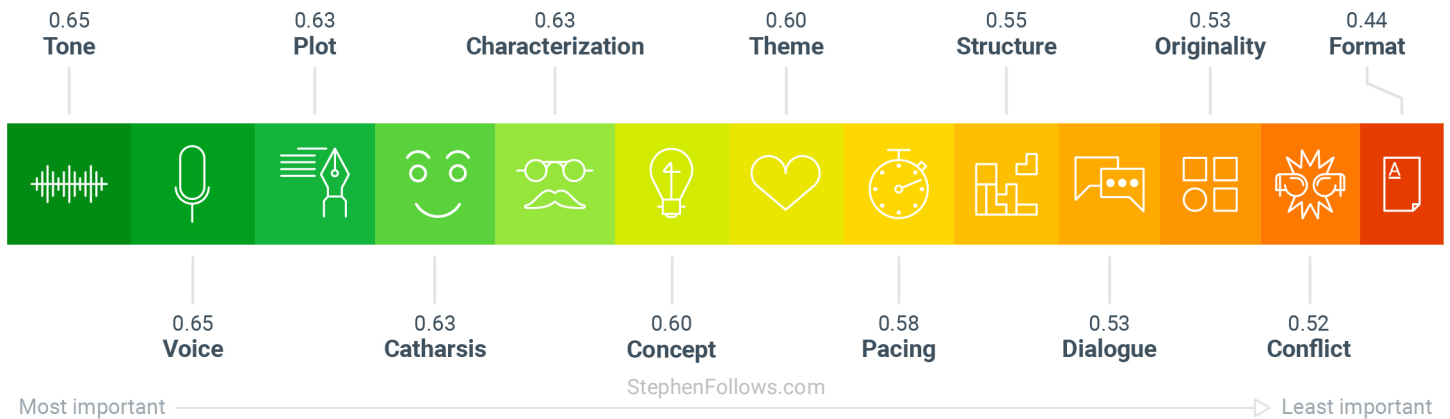 0.65
Tone
0.63
Plot
0.63
Characterization
0.60
Theme
0.55
Structure
0.53
Originality
0.44
Format
A
0.65
Voice
0.63
Catharsis
0.60
Concept
0.58
Pacing
0.53
Dialogue
0.52
Conflict
StephenFollows.com
Most important
Least important